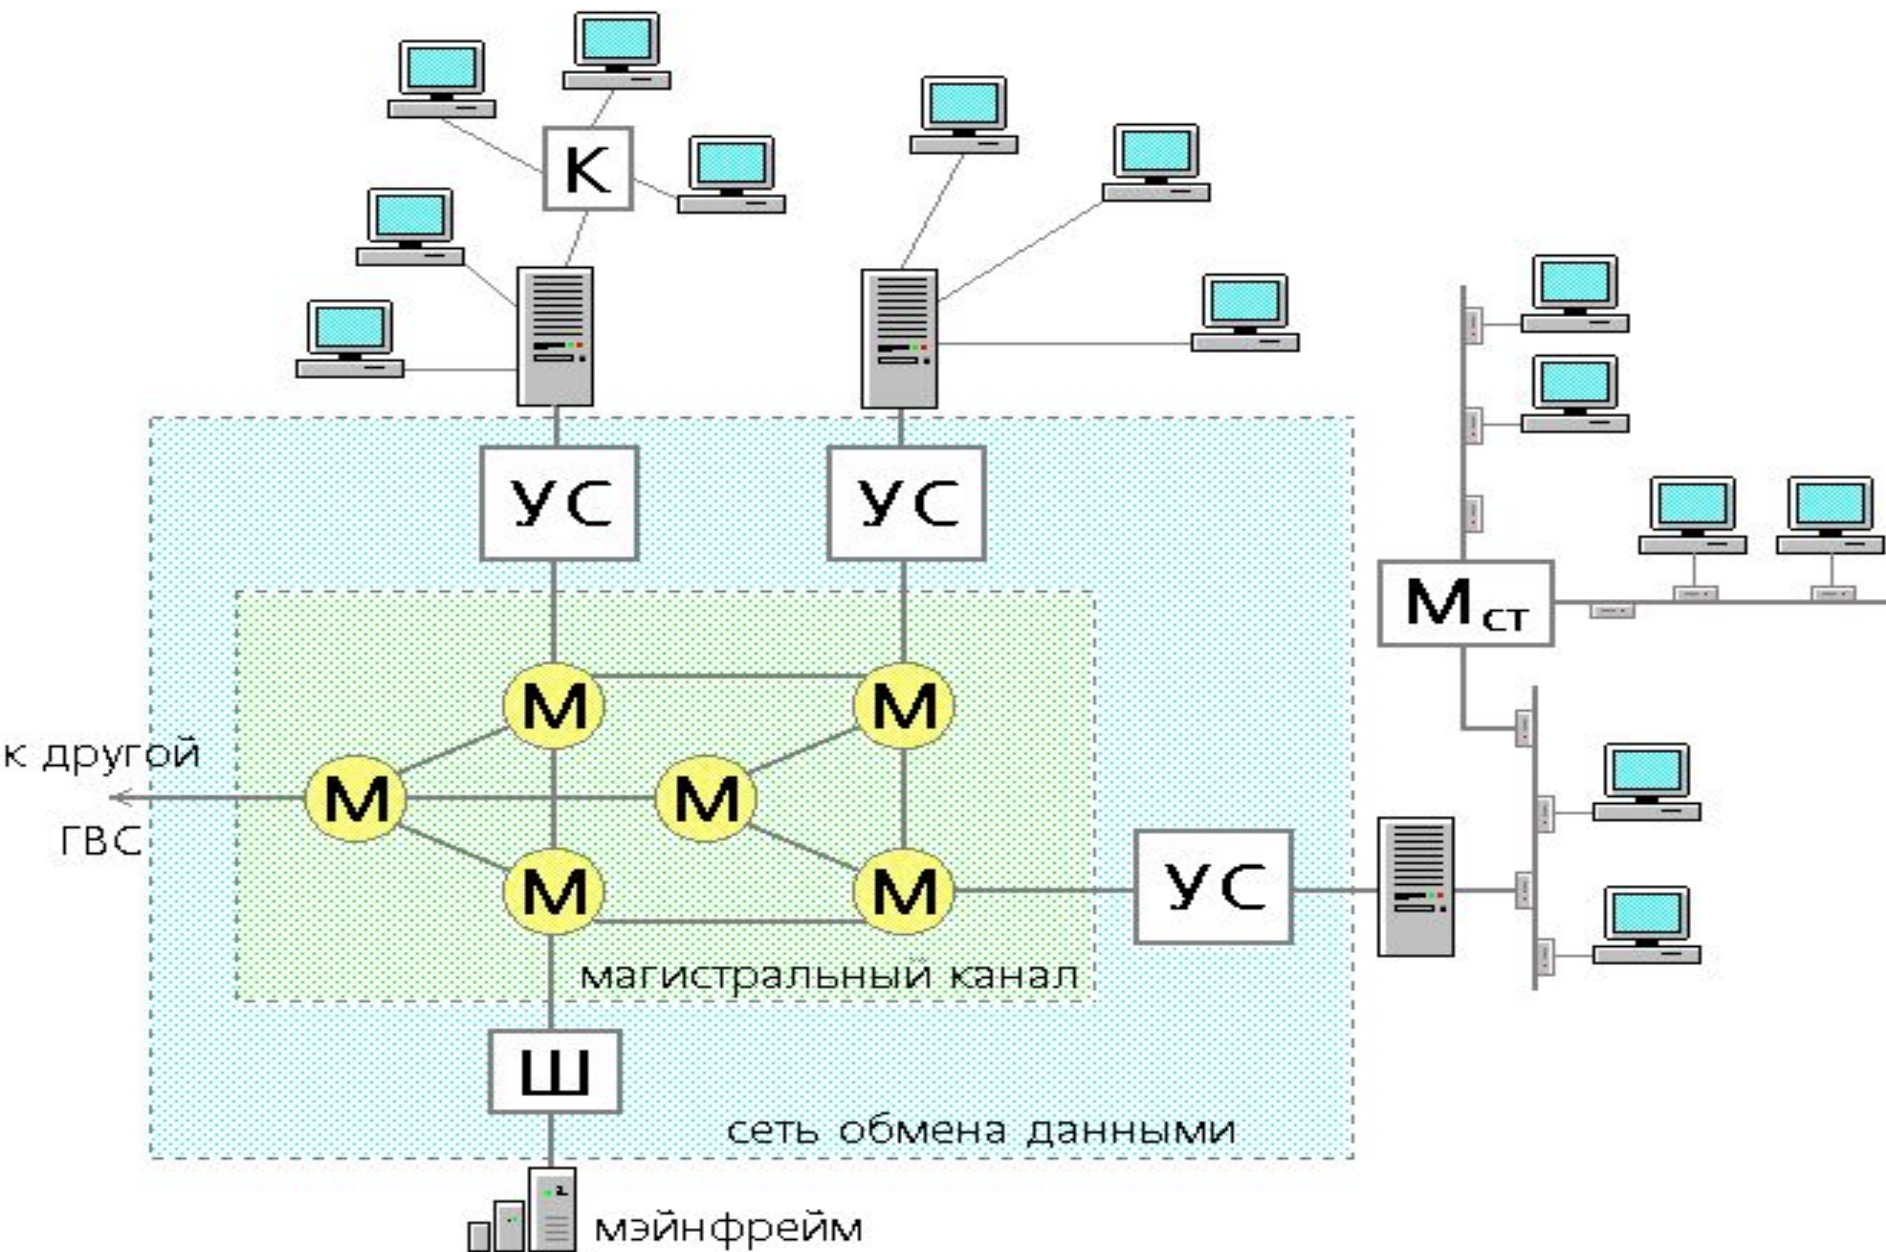 К
УС
УС
Мст
М
М
к другой
М
М
ГВС
М
М
УС
магистральный канал
Ш
сеть обмена данными
мэйнфрейм